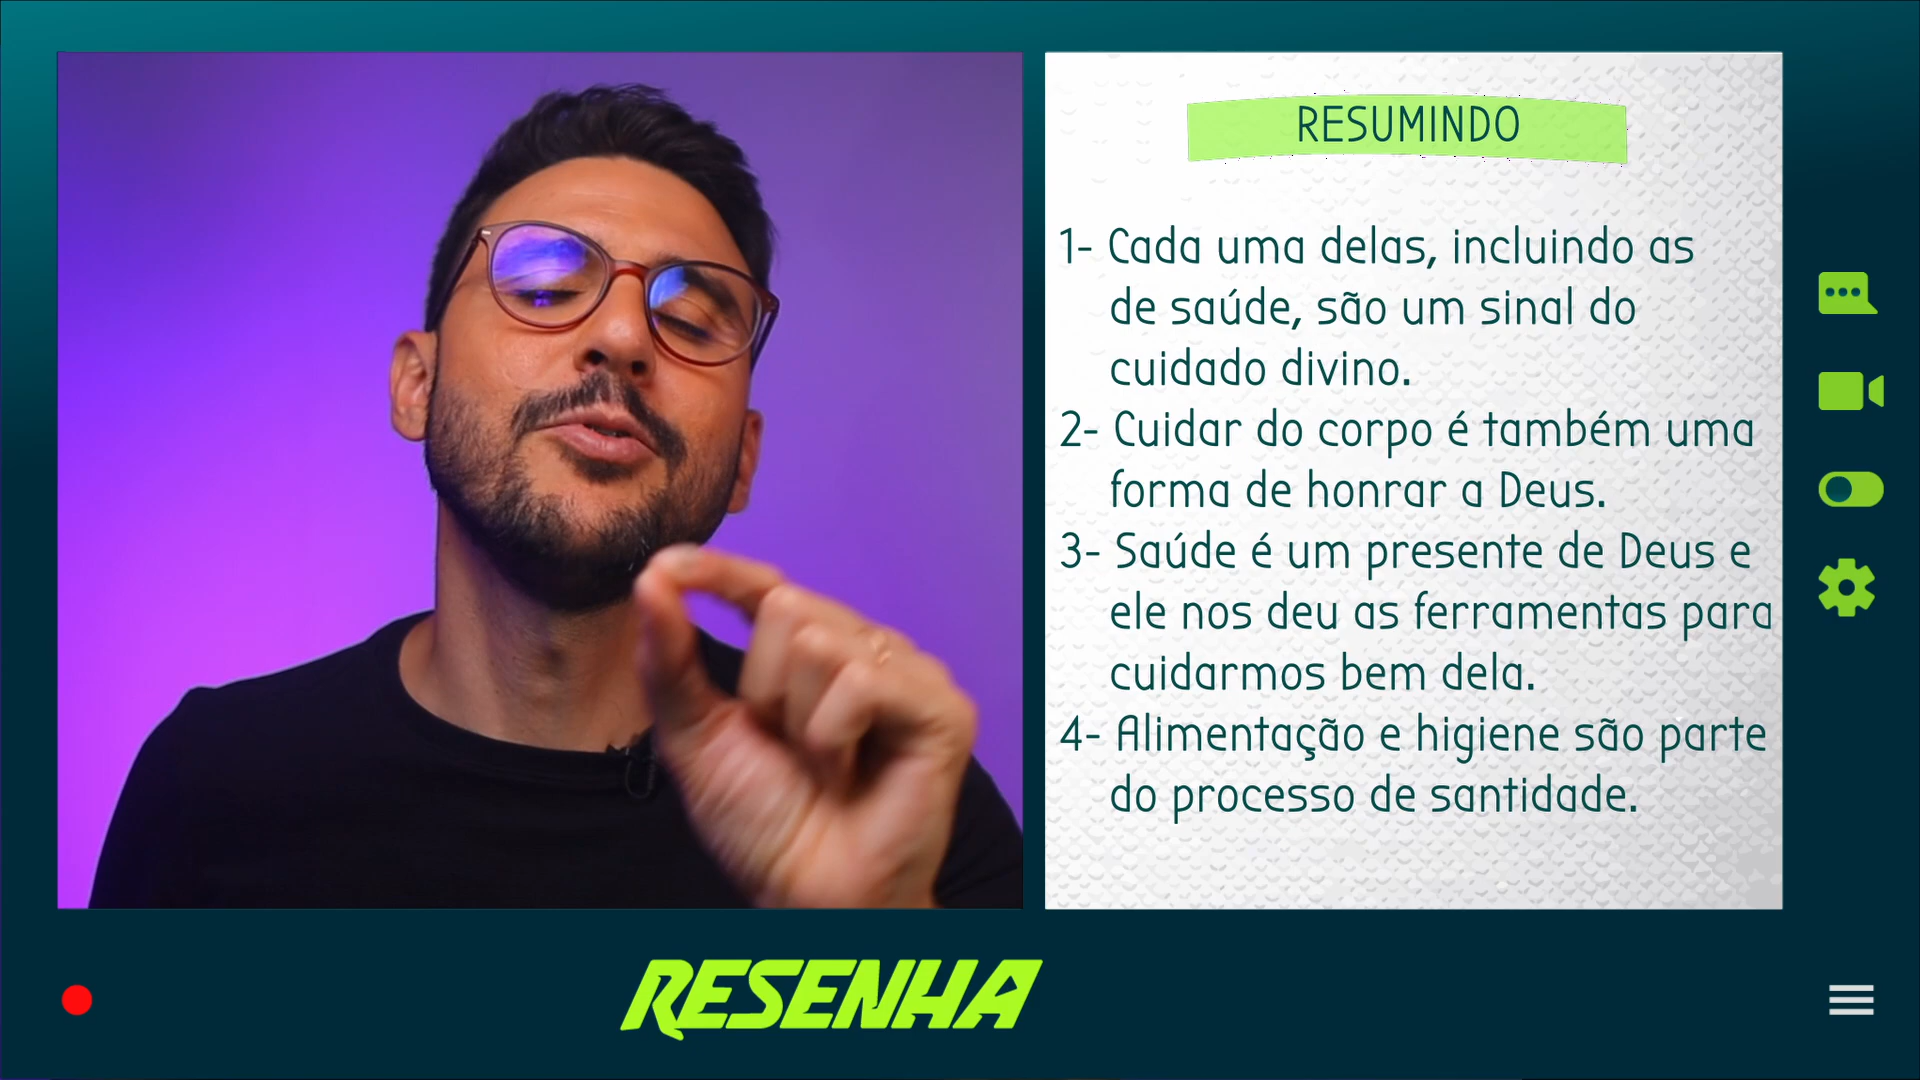 RESUMINDO
1- Cada uma delas, incluindo as
de saúde, são um sinal do
cuidado divino.
2- Cuidar do corpo é também uma
forma de honrar a Deus.
3- Saúde é um presente de Deus e
ele nos deu as ferramentas para
cuidarmos bem dela.
4- Alimentação e higiene são parte
do processo de santidade.
RESENHA